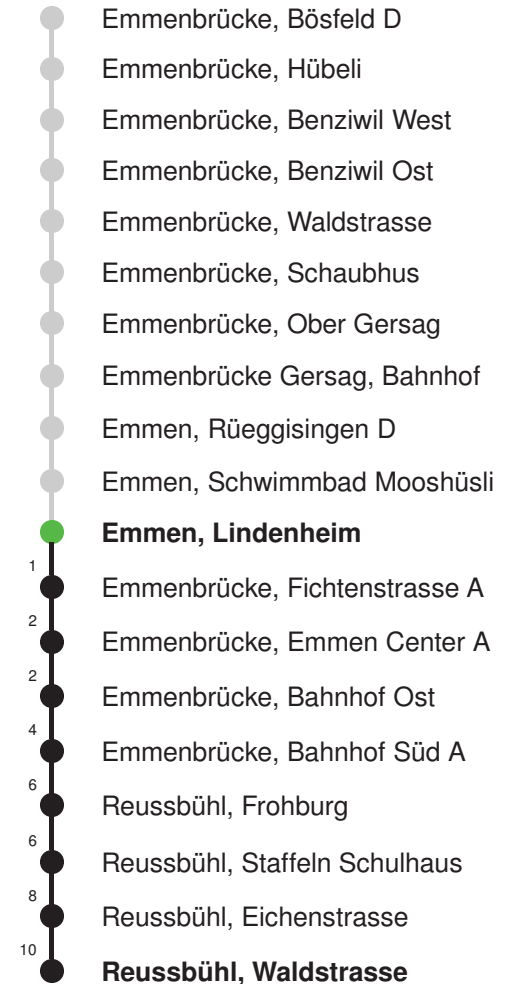 Emmenbrücke, Bösfeld D
Emmenbrücke, Hübeli
Emmenbrücke, Benziwil West
Emmenbrücke, Benziwil Ost
Emmenbrücke, Waldstrasse
Emmenbrücke, Schaubhus
Emmenbrücke, Ober Gersag
Emmenbrücke Gersag, Bahnhof
Emmen, Rüeggisingen D
Emmen, Schwimmbad Mooshüsli
Emmen, Lindenheim
1 Emmenbrücke, Fichtenstrasse A
2 Emmenbrücke, Emmen Center A
2 Emmenbrücke, Bahnhof Ost
4 Emmenbrücke, Bahnhof Süd A
6 Reussbühl, Frohburg
6 Reussbühl, Staffeln Schulhaus
8 Reussbühl, Eichenstrasse
10 Reussbühl, Waldstrasse